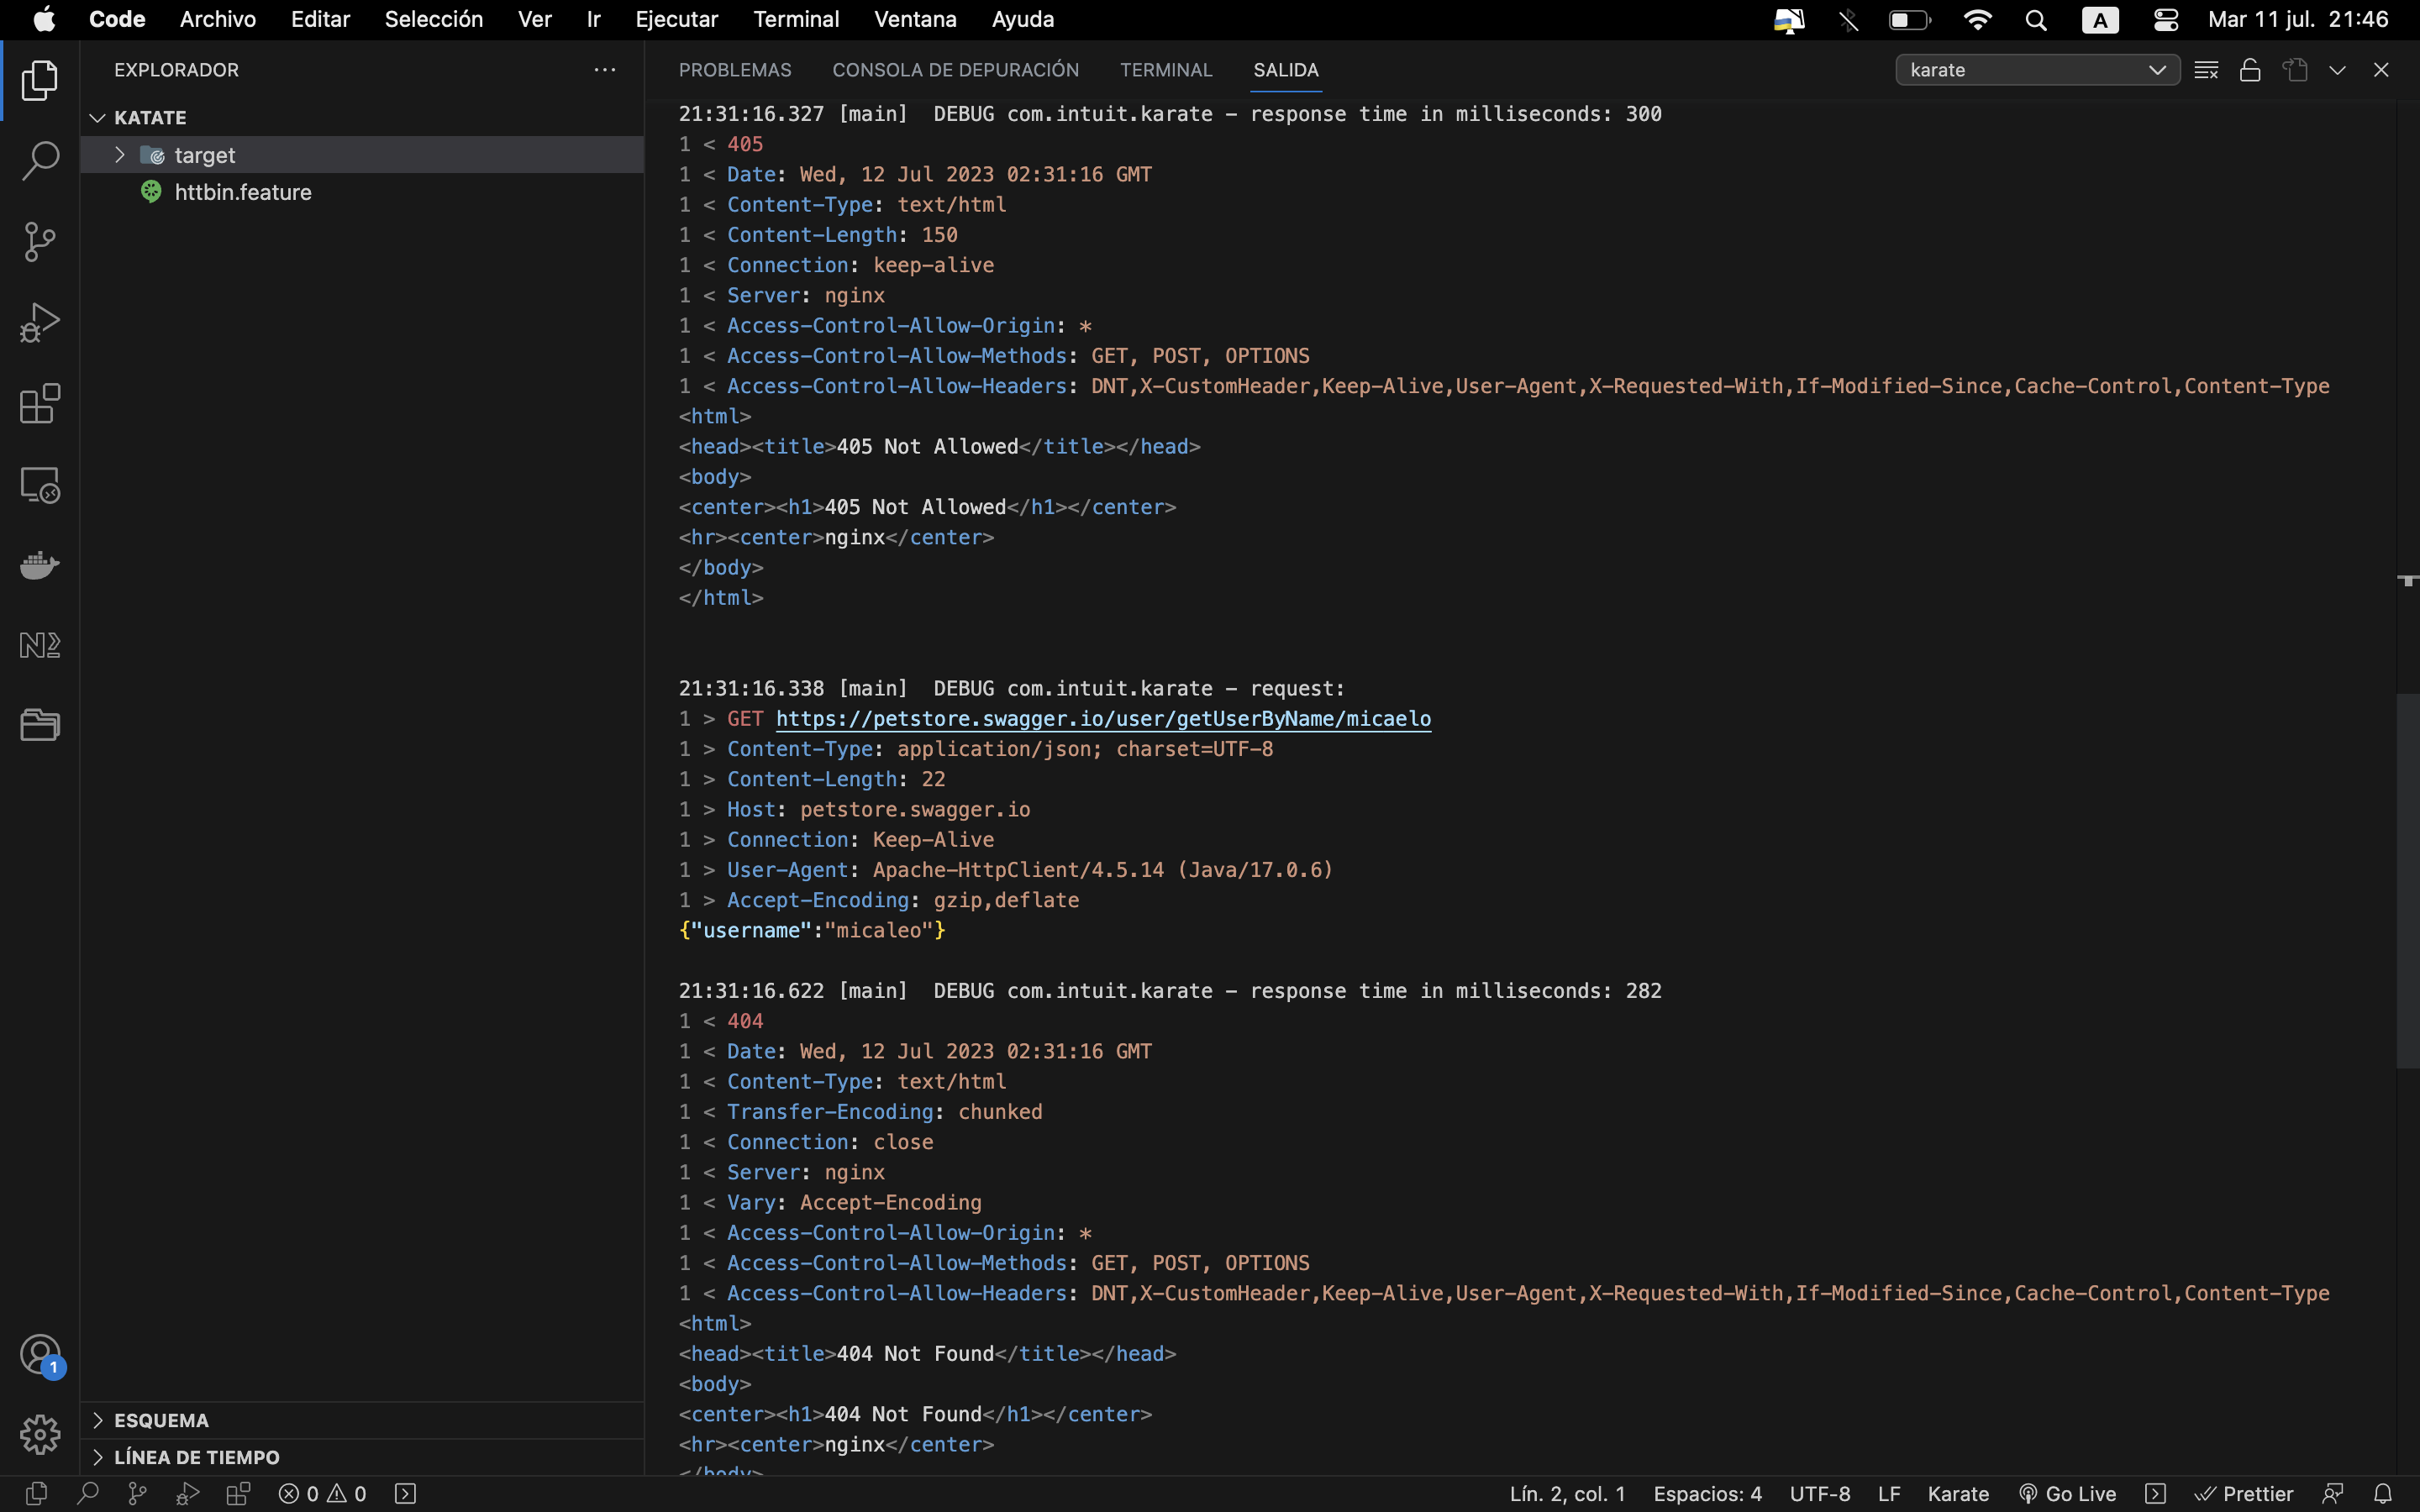 Code Archivo Editar Selección Ver Ir Ejecutar Terminal Ventana Ayuda A Mar 11 jul. 21:46
EXPLORADOR
KATATE
target
httbin.feature
PROBLEMAS CONSOLA DE DEPURACIÓN TERMINAL SALIDA karate
21:31:16.327 [main]  DEBUG com.intuit.karate - response time in milliseconds: 300
1 < 405
1 < Date: Wed, 12 Jul 2023 02:31:16 GMT
1 < Content-Type: text/html
1 < Content-Length: 150
1 < Connection: keep-alive
1 < Server: nginx
1 < Access-Control-Allow-Origin: *
1 < Access-Control-Allow-Methods: GET, POST, OPTIONS
1 < Access-Control-Allow-Headers: DNT,X-CustomHeader,Keep-Alive,User-Agent,X-Requested-With,If-Modified-Since,Cache-Control,Content-Type
<html>
<head><title>405 Not Allowed</title></head>
<body>
<center><h1>405 Not Allowed</h1></center>
<hr><center>nginx</center>
</body>
</html>
21:31:16.338 [main]  DEBUG com.intuit.karate - request:
1 > GET https://petstore.swagger.io/user/getUserByName/micaelo
1 > Content-Type: application/json; charset=UTF-8
1 > Content-Length: 22
1 > Host: petstore.swagger.io
1 > Connection: Keep-Alive
1 > User-Agent: Apache-HttpClient/4.5.14 (Java/17.0.6)
1 > Accept-Encoding: gzip,deflate
{"username":"micaleo"}
21:31:16.622 [main]  DEBUG com.intuit.karate - response time in milliseconds: 282
1 < 404
1 < Date: Wed, 12 Jul 2023 02:31:16 GMT
1 < Content-Type: text/html
1 < Transfer-Encoding: chunked
1 < Connection: close
1 < Server: nginx
1 < Vary: Accept-Encoding
1 < Access-Control-Allow-Origin: *
1 < Access-Control-Allow-Methods: GET, POST, OPTIONS
1 < Access-Control-Allow-Headers: DNT,X-CustomHeader,Keep-Alive,User-Agent,X-Requested-With,If-Modified-Since,Cache-Control,Content-Type
<html>
<head><title>404 Not Found</title></head>
<body>
<center><h1>404 Not Found</h1></center>
<hr><center>nginx</center>
</body>
1
ESQUEMA
LÍNEA DE TIEMPO
0 0 Lín. 2, col. 1 Espacios: 4 UTF-8 LF Karate Go Live Prettier